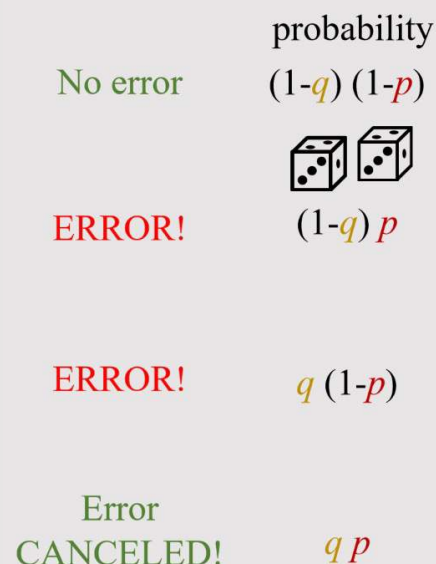 probability
No error (1-q) (1-p)
ERROR! (1-q) p
ERROR! q (1-p)
Error
CANCELED! q p